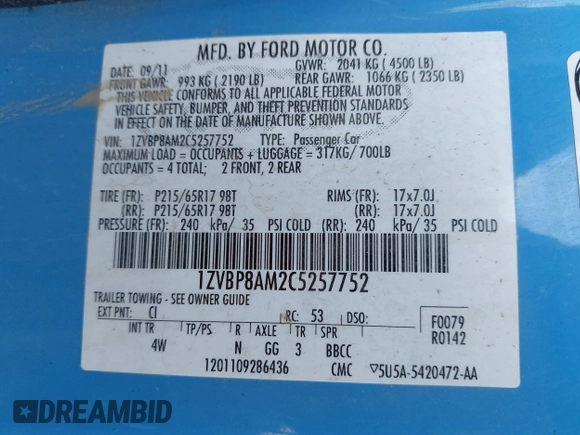 MFD. BY FORD MOTOR CO.
DATE: 09/11 GVWR: 2041 KG ( 4500 LB)
FRONT GAWR: 993 KG ( 2190 LB) REAR GAWR: 1066 KG ( 2350 LB)
THIS VEHICLE CONFORMS TO ALL APPLICABLE FEDERAL MOTOR
VEHICLE SAFETY, BUMPER, AND THEFT PREVENTION STANDARDS
IN EFFECT ON THE DATE OF MANUFACTURE SHOWN ABOVE.
VIN: 1ZVBP8AM2C5257752 TYPE: Passenger Car
MAXIMUM LOAD = OCCUPANTS + LUGGAGE = 317KG/700LB
OCCUPANTS = 4 TOTAL; 2 FRONT, 2 REAR
TIRE (FR): P215/65R17 98T RIMS (FR): 17x7.0J
(RR): P215/65R17 98T (RR): 17x7.0J
PRESSURE (FR): 240 kPa/ 35 PSI COLD (RR): 240 kPa/ 35 PSI COLD
1ZVBP8AM2C5257752
TRAILER TOWING - SEE OWNER GUIDE
EXT PNT: CI RC: 53 DSO: F0079
INT TR TP/PS R AXLE TR SPR R0142
4W N GG 3 BBCC
1201109286436 CMC ▽5U5A-5420472-AA
DREAMBID